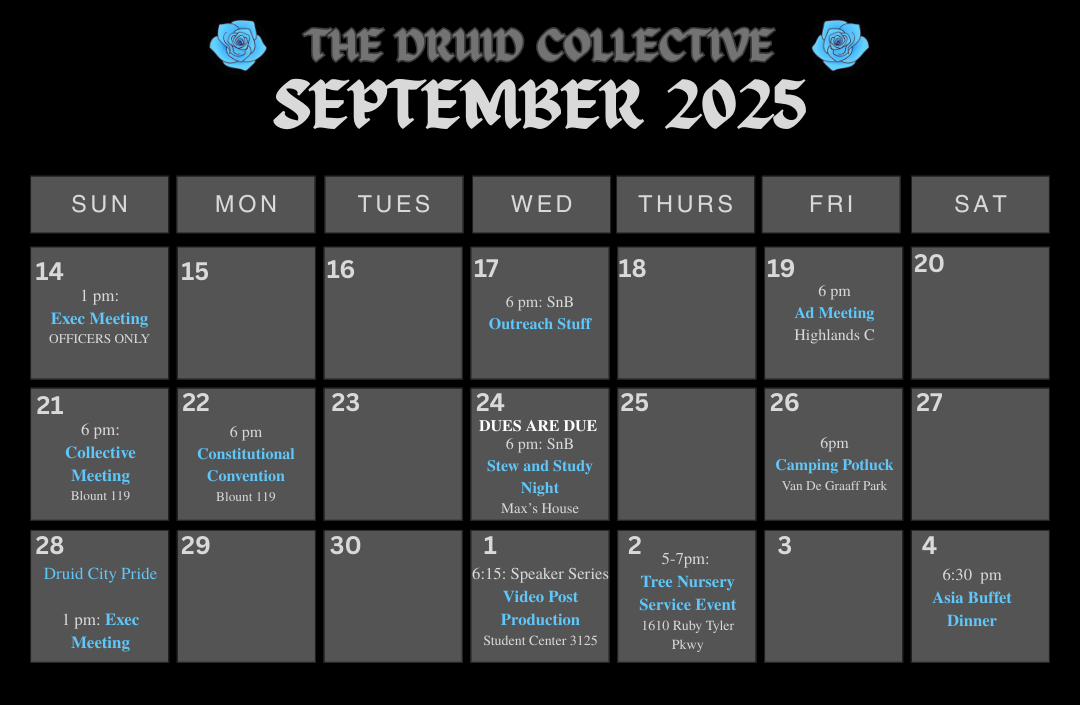 THE DRUID COLLECTIVE
SEPTEMBER 2025
SUN MON TUES WED THURS FRI SAT
14
1 pm:
Exec Meeting
OFFICERS ONLY
15
16
17
6 pm: SnB
Outreach Stuff
18
19
6 pm
Ad Meeting
Highlands C
20
21
6 pm:
Collective
Meeting
Blount 119
22
6 pm
Constitutional
Convention
Blount 119
23
24
DUES ARE DUE
6 pm: SnB
Stew and Study
Night
Max's House
25
26
6pm
Camping Potluck
Van De Graaff Park
27
28
Druid City Pride
1 pm: Exec
Meeting
29
30
1
6:15: Speaker Series
Video Post
Production
Student Center 3125
2
5-7pm:
Tree Nursery
Service Event
1610 Ruby Tyler
Pkwy
3
4
6:30 pm
Asia Buffet
Dinner